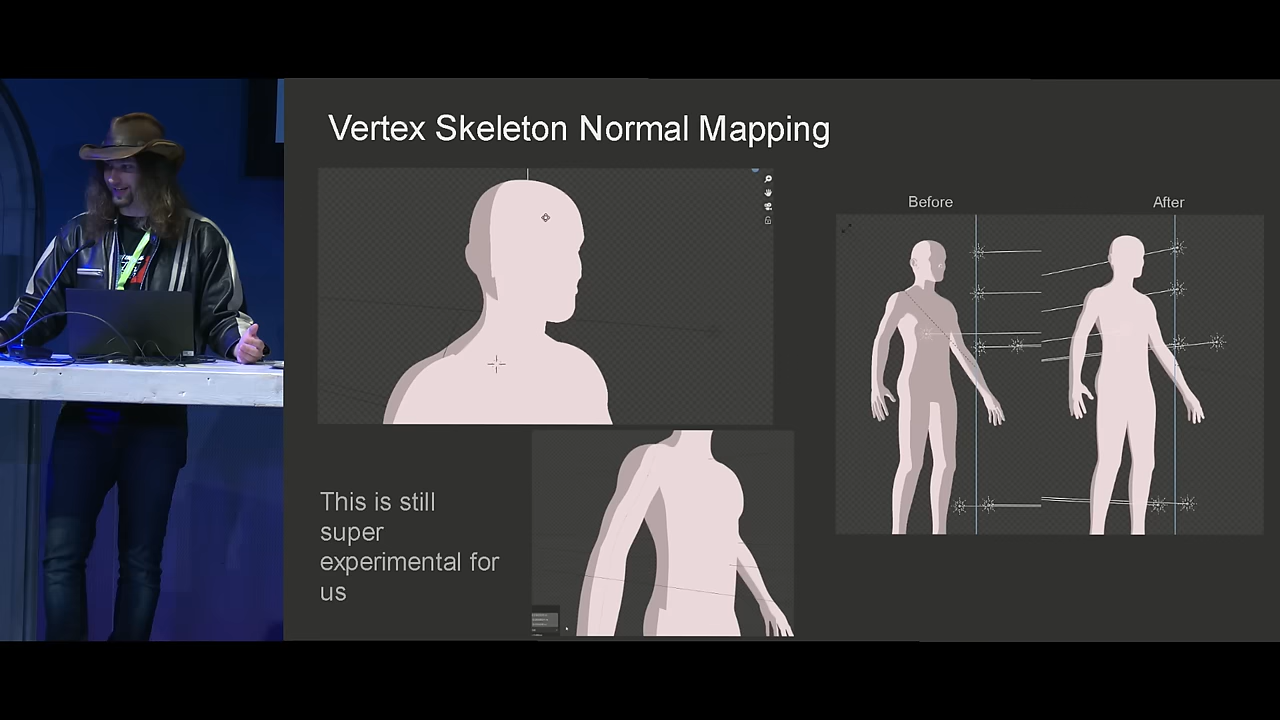 Vertex Skeleton Normal Mapping
Before
After
This is still
super
experimental for
us